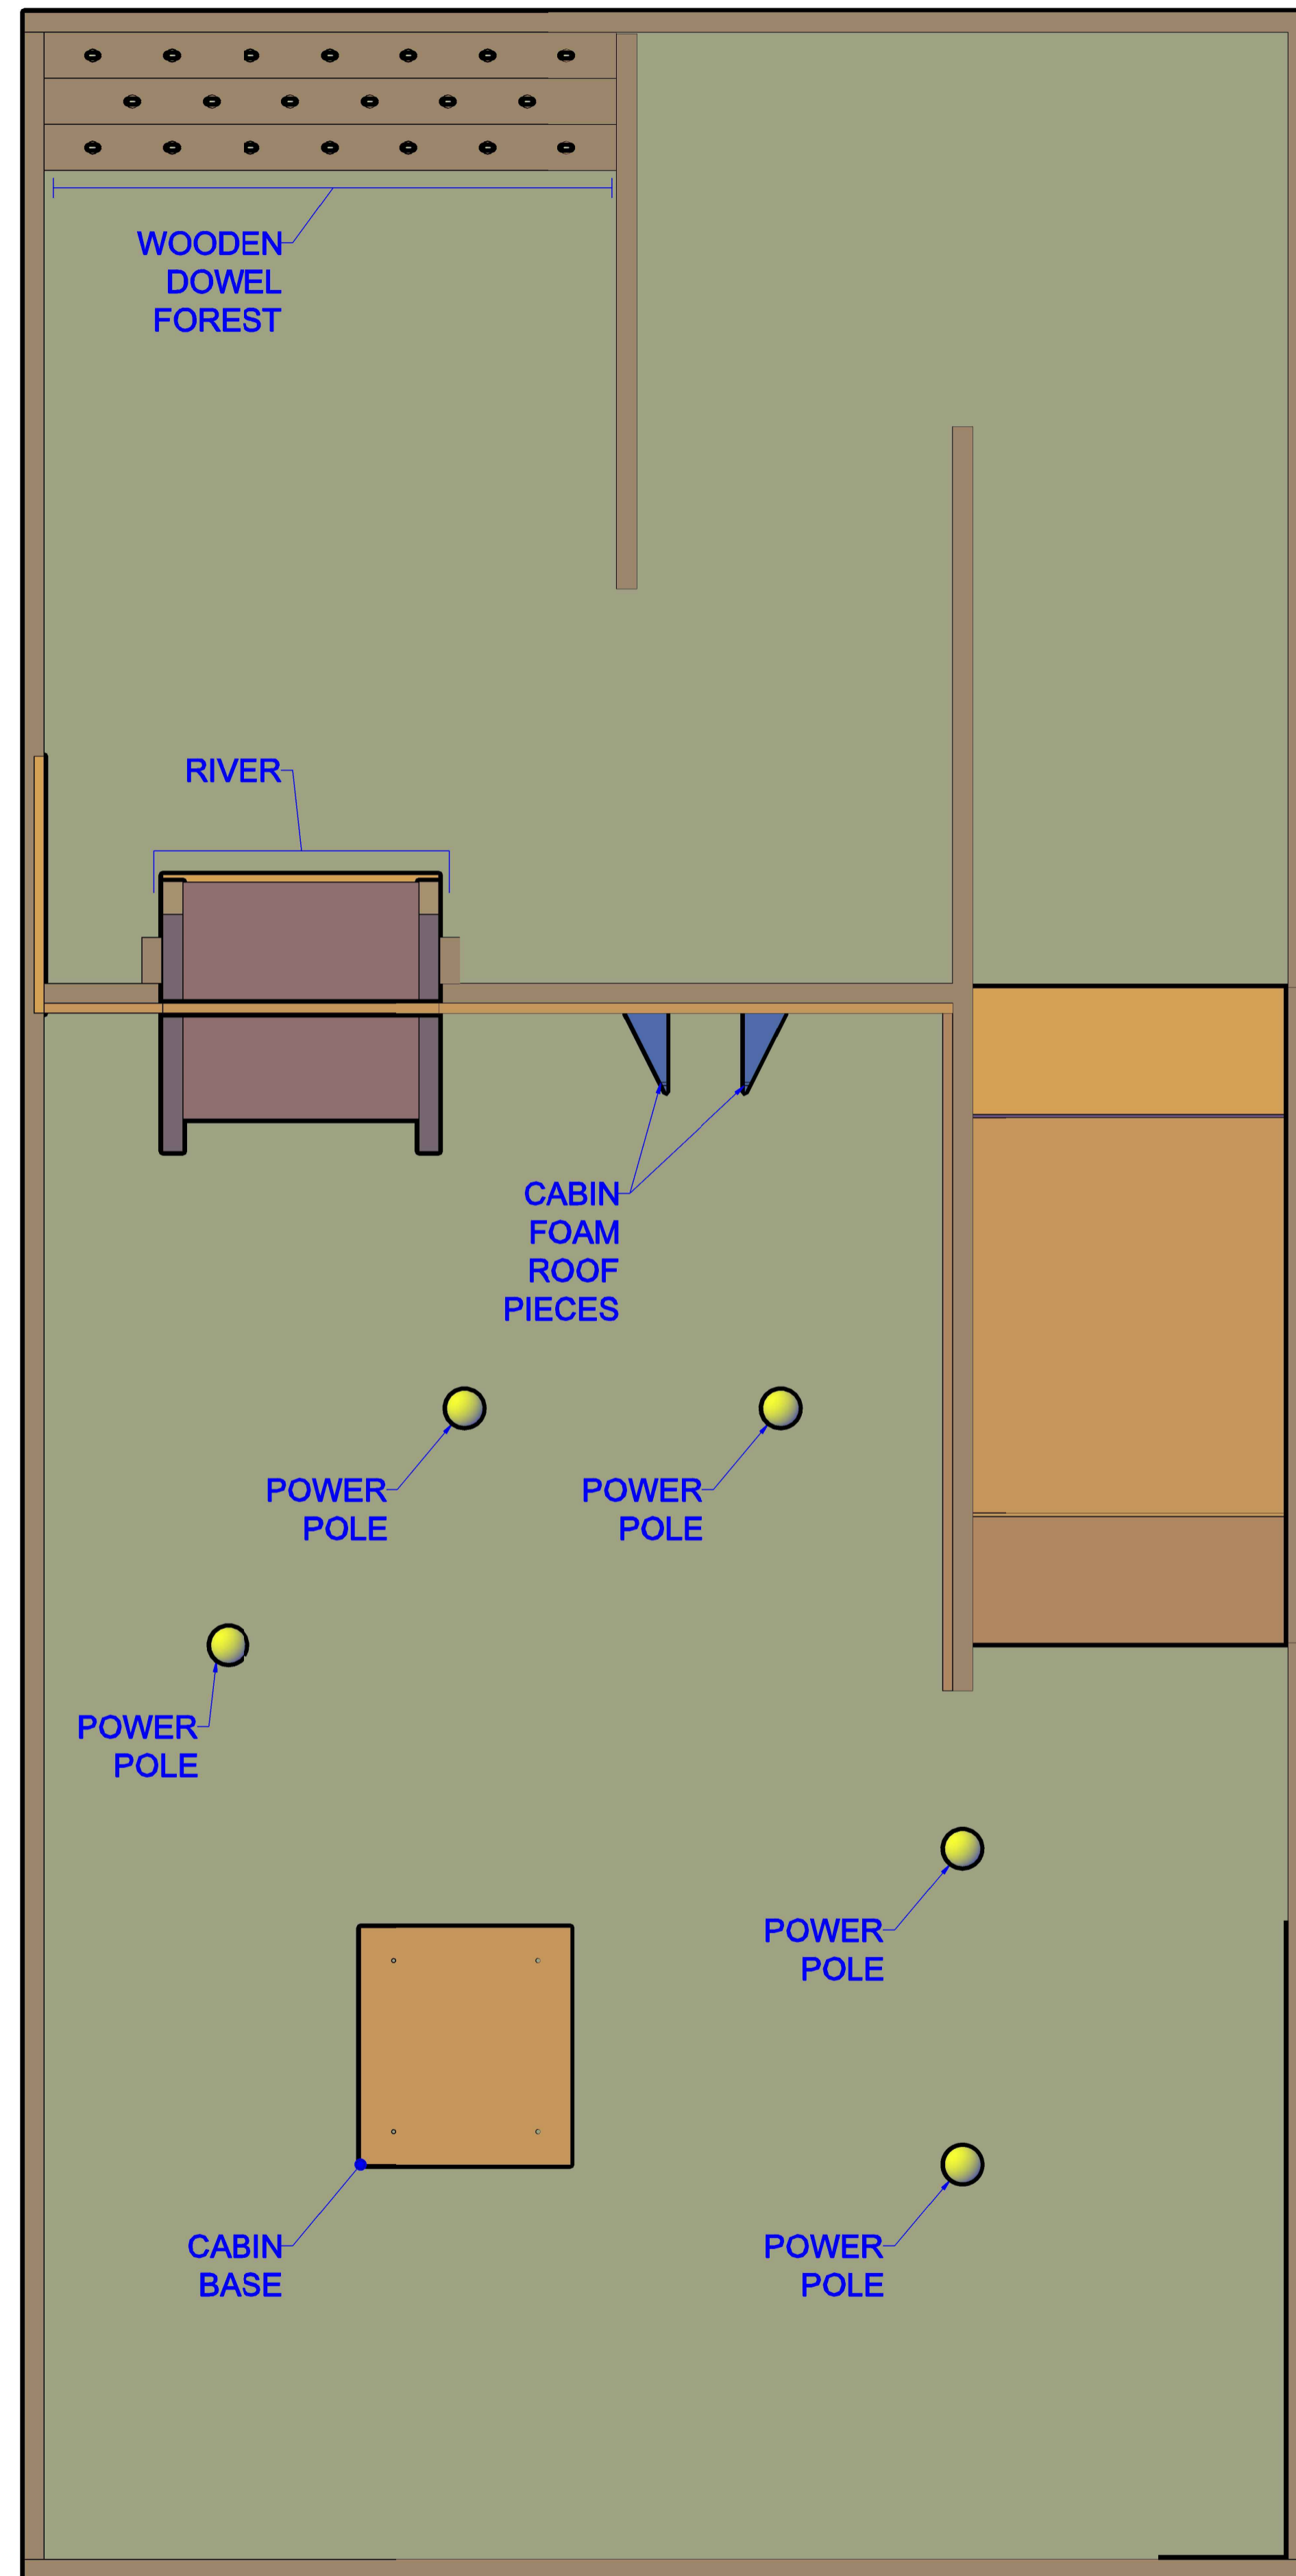 WOODEN
DOWEL
FOREST
RIVER
CABIN
FOAM
ROOF
PIECES
POWER
POLE
POWER
POLE
POWER
POLE
POWER
POLE
CABIN
BASE
POWER
POLE